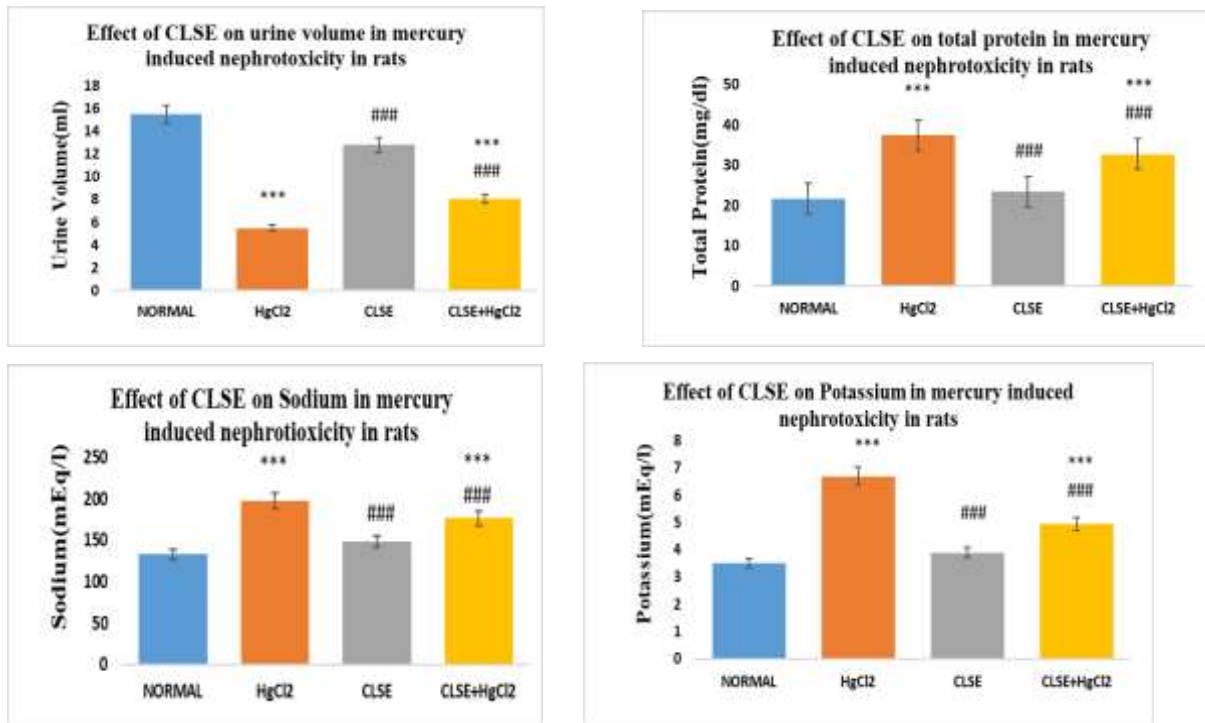 Effect of CLSE on urine volume in mercury
induced nephrotoxicity in rats
Urine Volume(ml)
18
16
14
12
10
8
6
4
2
0
***
###
***
###
NORMAL HgCl2 CLSE CLSE+HgCl2
Effect of CLSE on total protein in mercury
induced nephrotoxicity in rats
Total Protein(mg/dl)
50
40
30
20
10
0
***
###
***
###
NORMAL HgCl2 CLSE CLSE+HgCl2
Effect of CLSE on Sodium in mercury
induced nephrotioxicity in rats
Sodium(mEq/l)
250
200
150
100
50
0
***
###
***
###
NORMAL HgCl2 CLSE CLSE+HgCl2
Effect of CLSE on Potassium in mercury induced
nephrotoxicity in rats
Potassium(mEq/l)
8
7
6
5
4
3
2
1
0
***
###
***
###
NORMAL HgCl2 CLSE CLSE+HgCl2